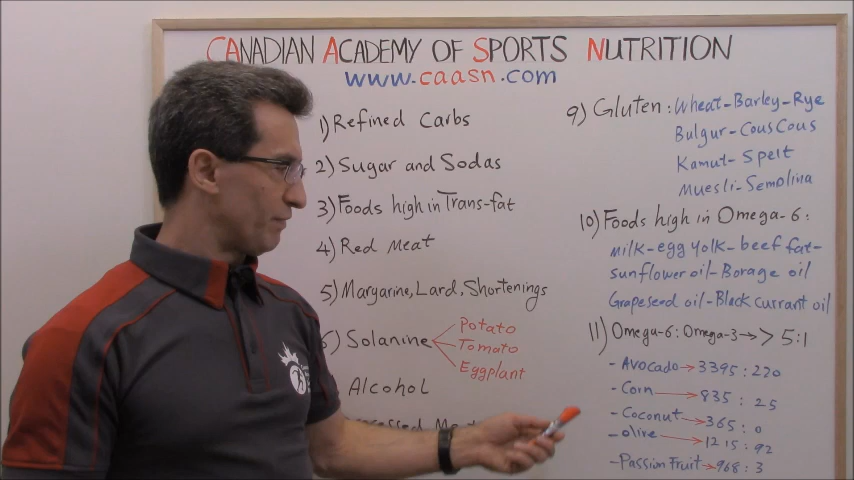 CANADIAN ACADEMY OF SPORTS NUTRITION
www.caasn.com
1) Refined Carbs
2) Sugar and Sodas
3) Foods high in Trans-fat
4) Red Meat
5) Margarine, Lard, Shortenings
6) Solanine
Potato
Tomato
Eggplant
Alcohol
9) Gluten: Wheat-Barley-Rye
Bulgur-CousCous
Kamut-Spelt
Muesli-Semolina
10) Foods high in Omega-6:
milk-egg yolk-beef fat-
sunflower oil-Borage oil
Grapeseed oil-Black currant oil
11) Omega-6: Omega-3→> 5:1
- Avocado→3395:220
- Corn→835:25
- Coconut→365:0
- olive→1215:92
- Passion Fruit→968:3